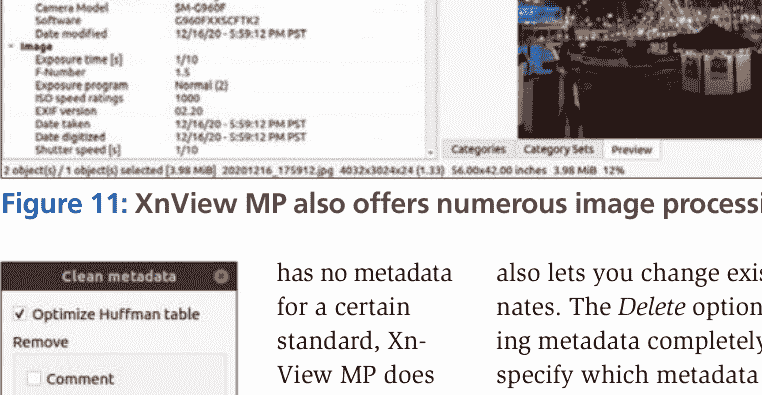 Camera Model SM-G960F
Software G960FXXSCFTK2
Date modified 12/16/20 - 5:59:12 PM PST
Image
Exposure time [s] 1/10
F-Number 1.5
Exposure program Normal (2)
ISO speed ratings 1000
EXIF version 02.20
Date taken 12/16/20 - 5:59:12 PM PST
Date digitized 12/16/20 - 5:59:12 PM PST
Shutter speed [s] 1/10
Categories Category Sets Preview
2 object(s) / 1 object(s) selected [3.98 MiB] 20201216_175912.jpg 4032x3024x24 (1.33) 56.00x42.00 inches 3.98 MiB 12%
Figure 11: XnView MP also offers numerous image processi
Clean metadata
Optimize Huffman table
Remove
Comment
has no metadata
for a certain
standard, Xn-
View MP does
also lets you change exis
nates. The Delete option
ing metadata completely
specify which metadata